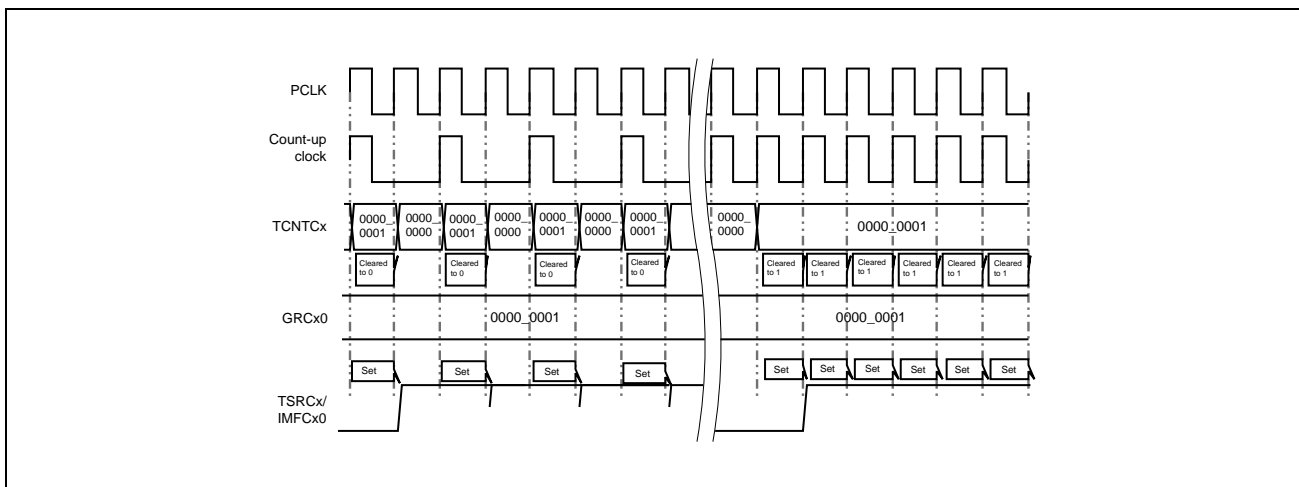 PCLK
Count-up
clock
TCNTCx
0000_
0001
0000_
0000
0000_
0001
0000_
0000
0000_
0001
0000_
0000
0000_
0001
0000_
0000
0000_0001
Cleared
to 0
Cleared
to 0
Cleared
to 0
Cleared
to 0
Cleared
to 1
Cleared
to 1
Cleared
to 1
Cleared
to 1
Cleared
to 1
Cleared
to 1
GRCx0
0000_0001
0000_0001
Set
Set
Set
Set
Set
Set
Set
Set
Set
Set
TSRCx/
IMFCx0